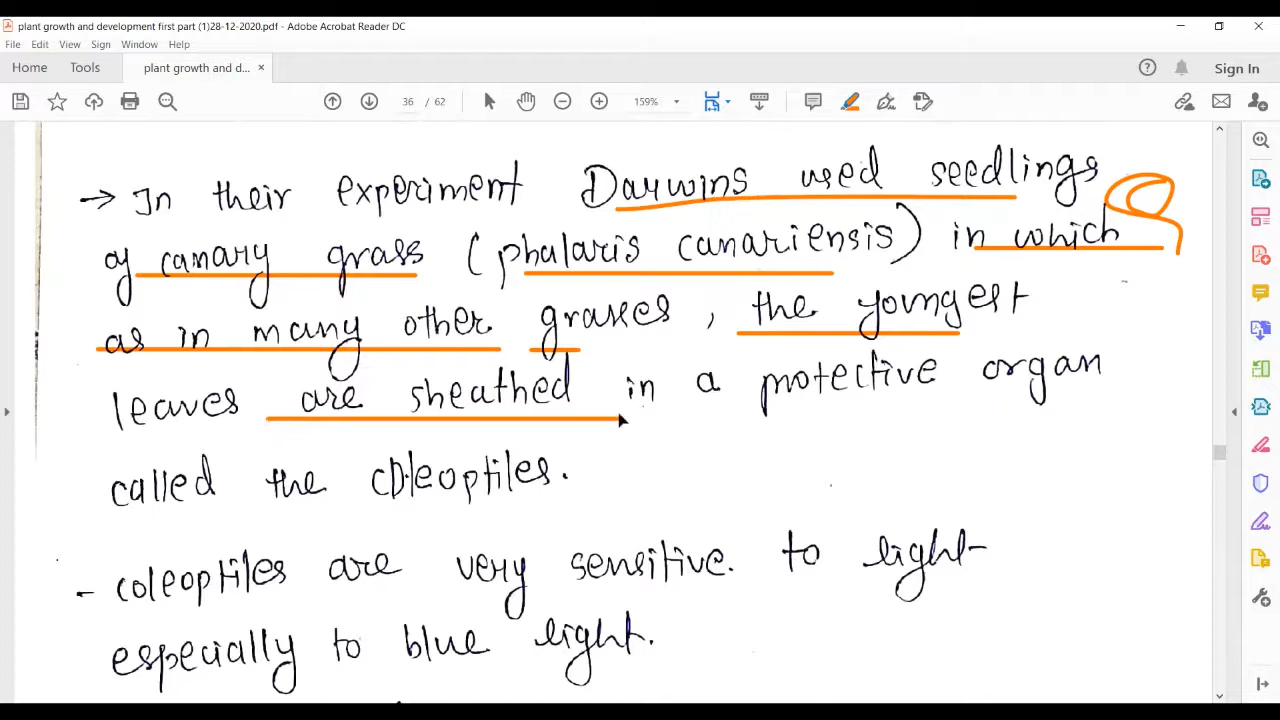 plant growth and development first part (1)28-12-2020.pdf - Adobe Acrobat Reader DC
File Edit View Sign Window Help
Home Tools plant growth and d... × Sign In
36 / 62 159%
→ In their experiment Darwins used seedlings
of canary grass (phalaris canariensis) in which
as in many other grasses, the youngest
leaves are sheathed in a protective organ
called the coleoptiles.
- coleoptiles are very sensitive to light-
especially to blue light.